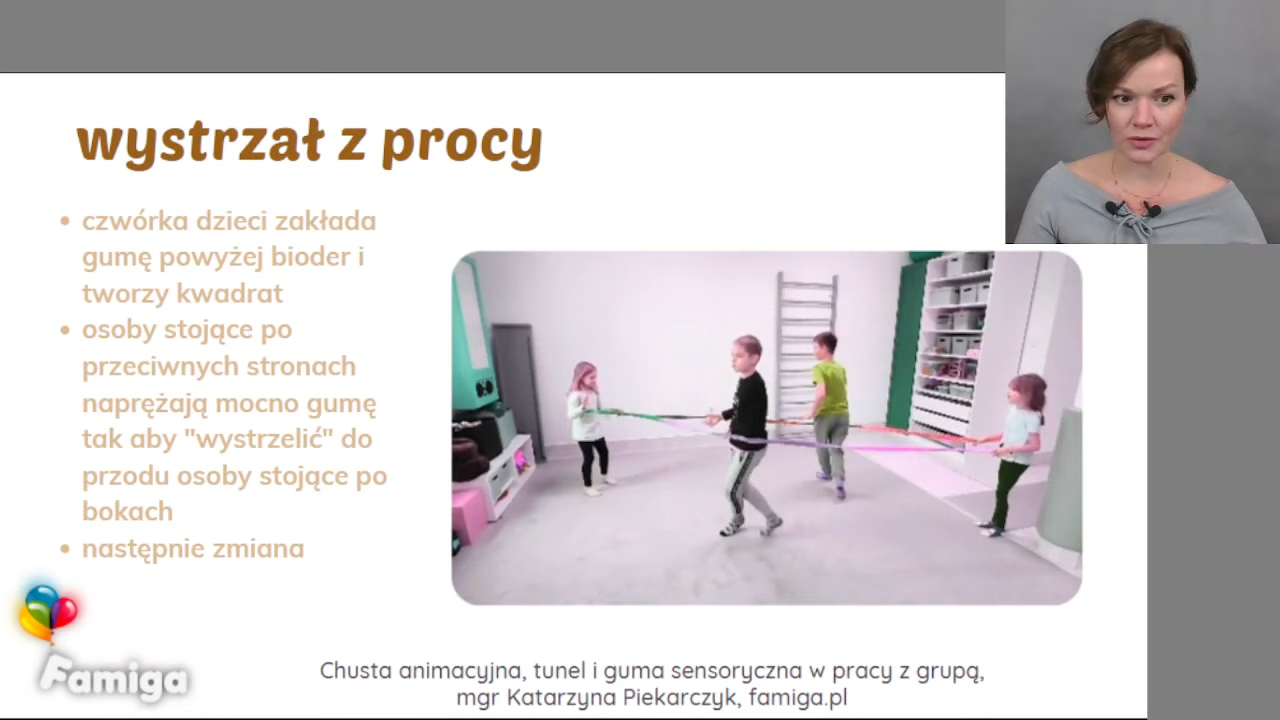 wystrzał z procy
• czwórka dzieci zakłada
gumę powyżej bioder i
tworzy kwadrat
• osoby stojące po
przeciwnych stronach
naprężają mocno gumę
tak aby "wystrzelić" do
przodu osoby stojące po
bokach
• następnie zmiana
Famiga
Chusta animacyjna, tunel i guma sensoryczna w pracy z grupą,
mgr Katarzyna Piekarczyk, famiga.pl